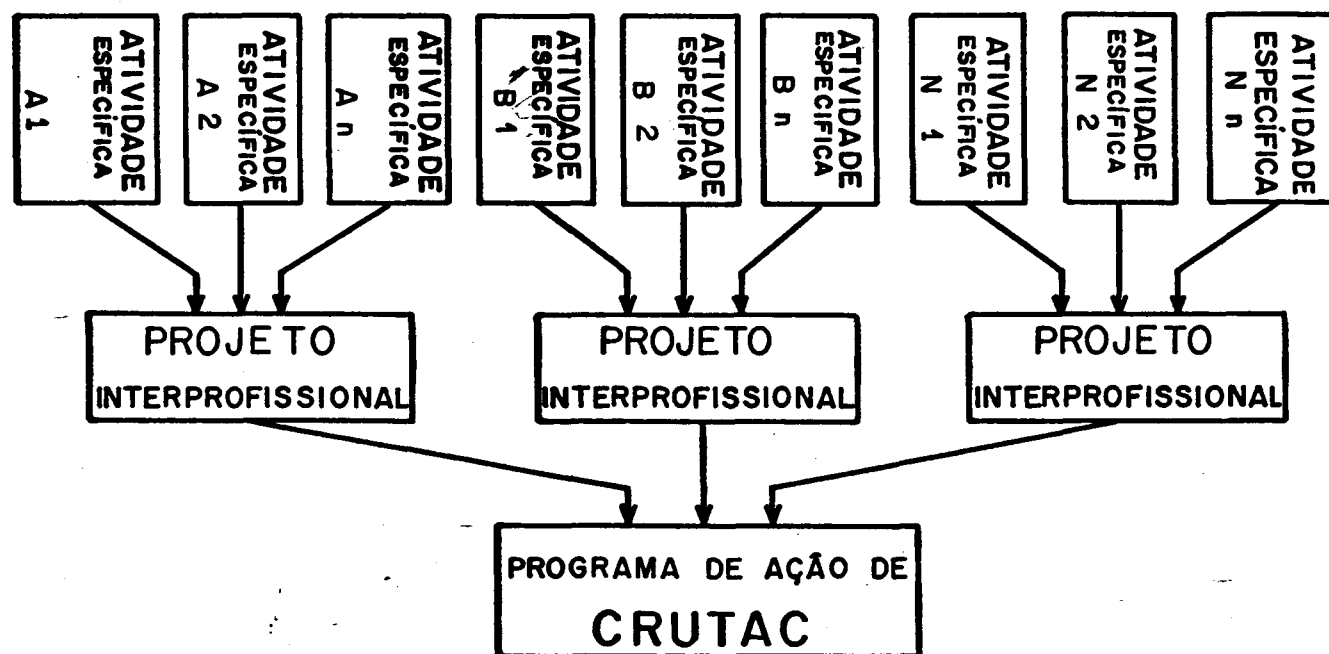 ATIVIDADE
ESPECÍFICA
A 1
ATIVIDADE
ESPECÍFICA
A 2
ATIVIDADE
ESPECÍFICA
A n
ATIVIDADE
ESPECÍFICA
B 1
ATIVIDADE
ESPECÍFICA
B 2
ATIVIDADE
ESPECÍFICA
B n
ATIVIDADE
ESPECÍFICA
N 1
ATIVIDADE
ESPECÍFICA
N 2
ATIVIDADE
ESPECÍFICA
N n
PROJETO
INTERPROFISSIONAL
PROJETO
INTERPROFISSIONAL
PROJETO
INTERPROFISSIONAL
PROGRAMA DE AÇÃO DE
CRUTAC